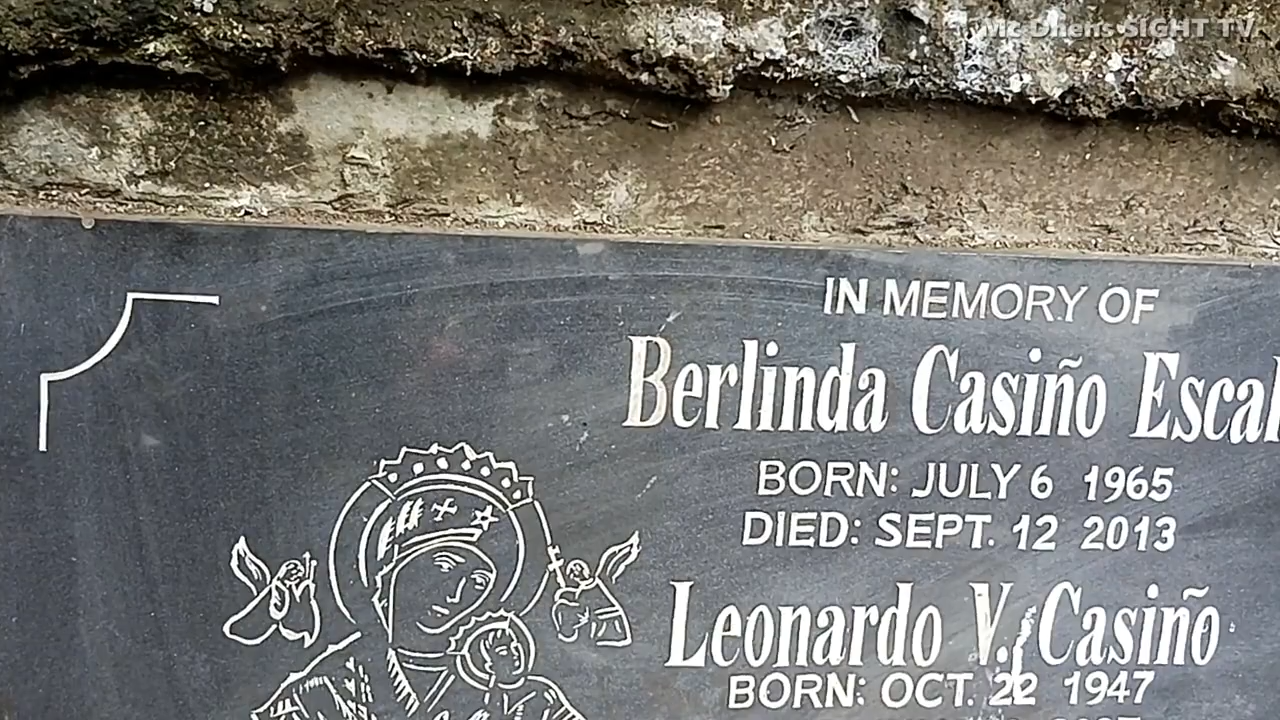 Mc Dhens SIGHT TV
IN MEMORY OF
Berlinda Casiño Escal
BORN: JULY 6 1965
DIED: SEPT. 12 2013
Leonardo V. Casiño
BORN: OCT. 22 1947